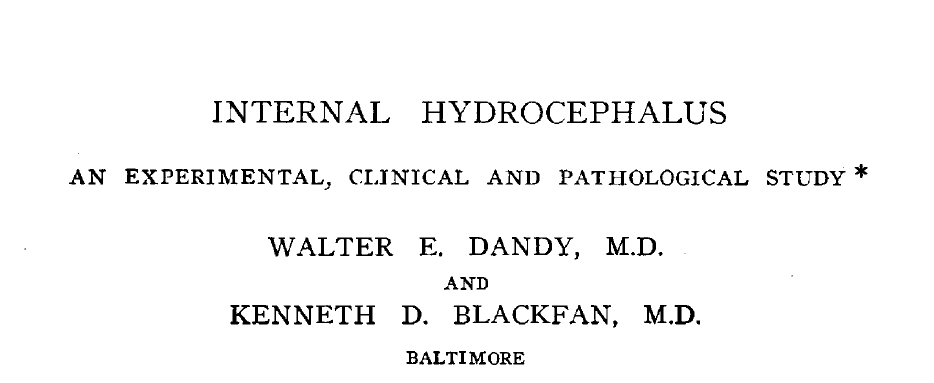 INTERNAL HYDROCEPHALUS
AN EXPERIMENTAL, CLINICAL AND PATHOLOGICAL STUDY *
WALTER E. DANDY, M.D.
AND
KENNETH D. BLACKFAN, M.D.
BALTIMORE